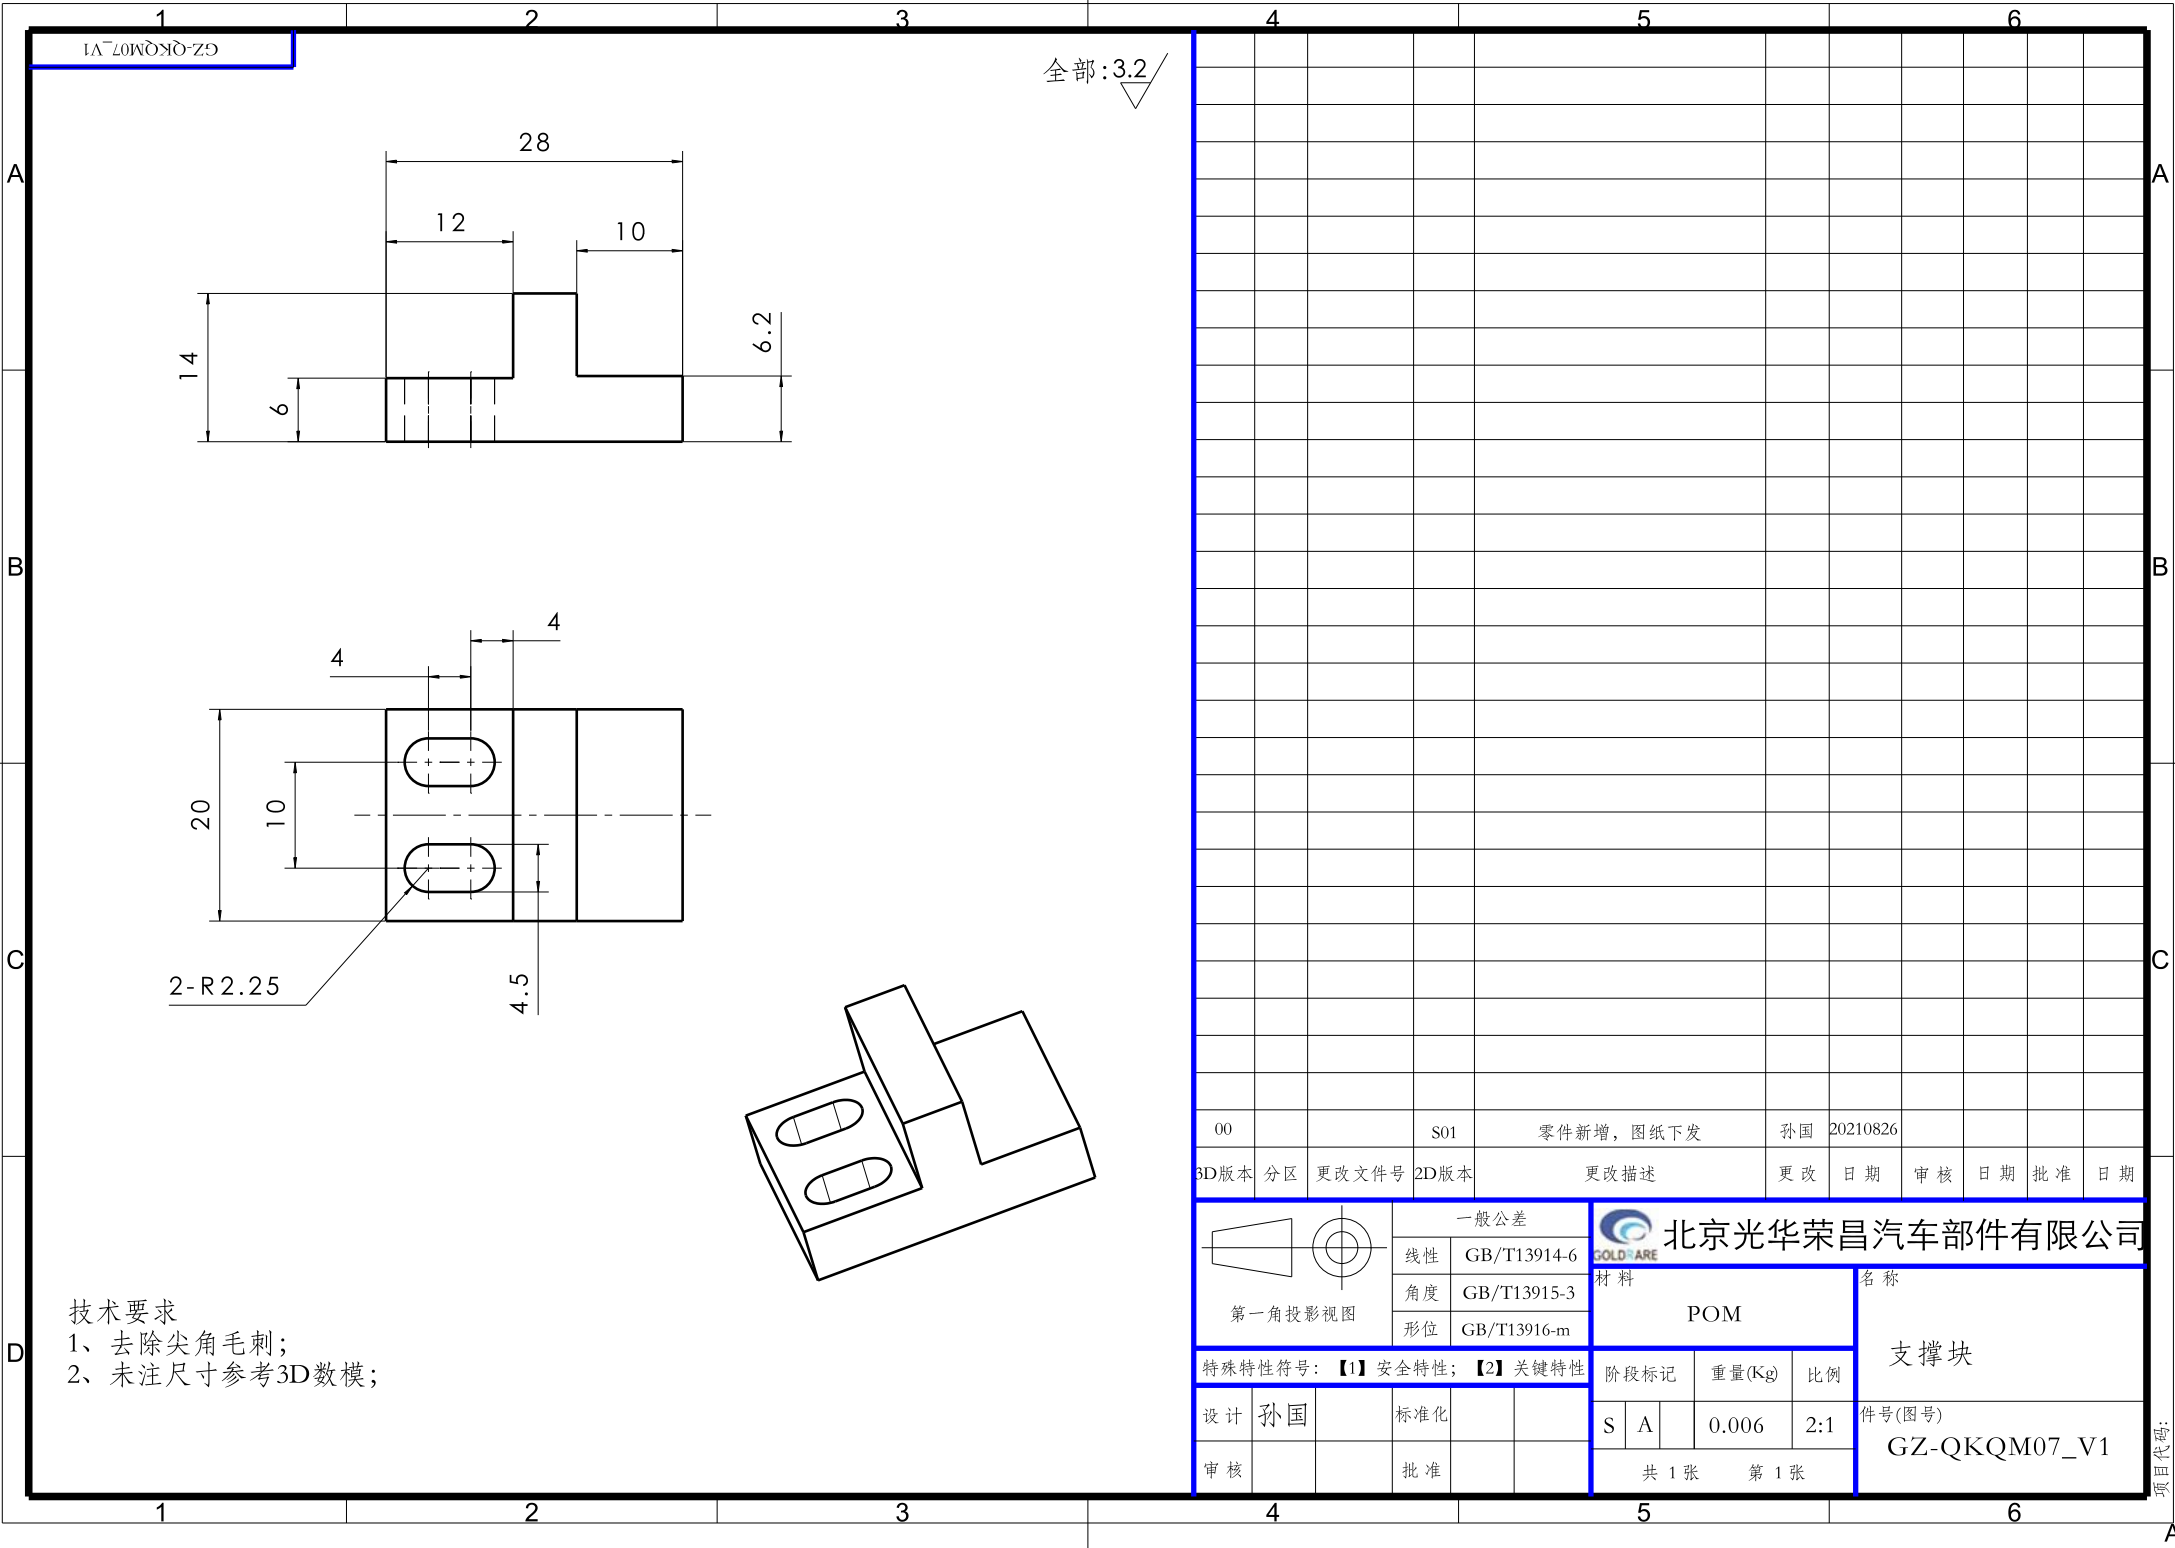 1 2 3 4 5 6
GZ-QKQM07_V1
全部:3.2
A A
28
12
10
14
6
6.2
B B
4
4
20
10
2-R2.25
4.5
C C
00 S01 零件新增，图纸下发 孙国 20210826
3D版本 分区 更改文件号 2D版本 更改描述 更改 日期 审核 日期 批准 日期
第一角投影视图
一般公差
线性 GB/T13914-6
角度 GB/T13915-3
形位 GB/T13916-m
GOLDRARE
北京光华荣昌汽车部件有限公司
材料
POM
名称
支撑块
技术要求
1、去除尖角毛刺；
2、未注尺寸参考3D数模；
D
特殊特性符号：【1】安全特性；【2】关键特性
阶段标记 重量(Kg) 比例
S A 0.006 2:1
设计 孙国 标准化
审核 批准
共 1 张 第 1 张
件号(图号)
GZ-QKQM07_V1
项目代码:
1 2 3 4 5 6
A